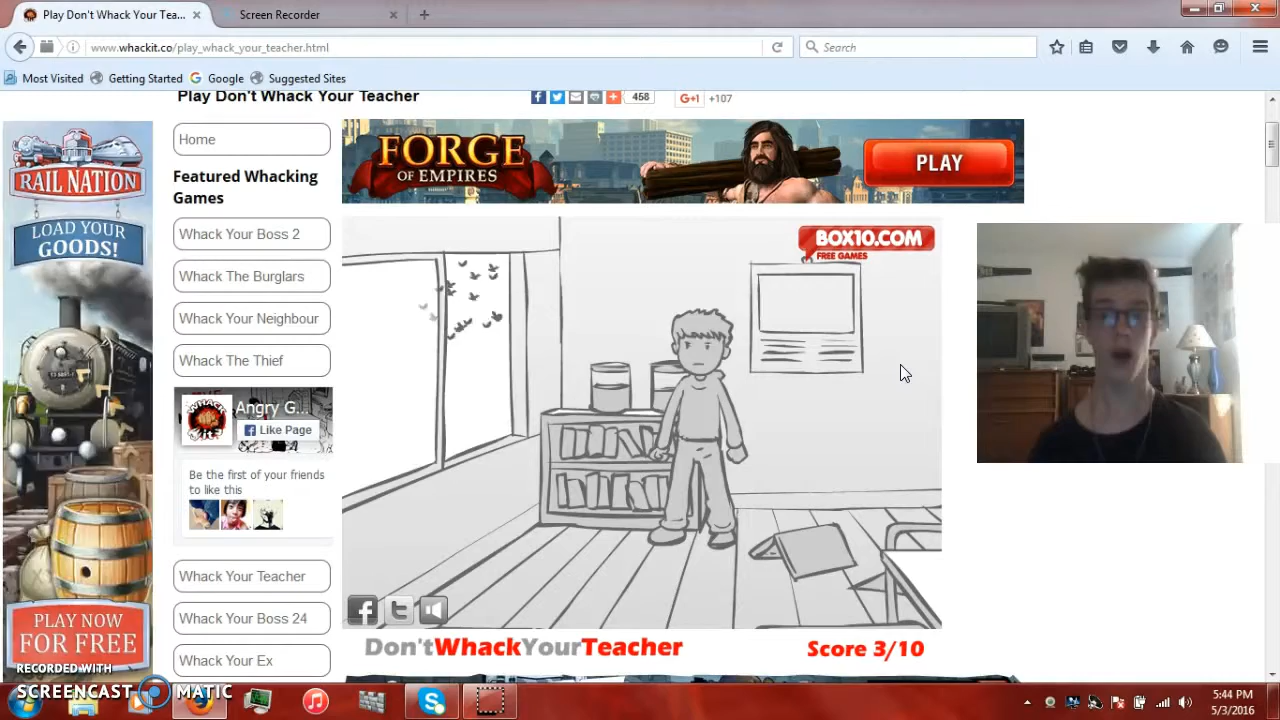 Play Don't Whack Your Tea...
Screen Recorder
www.whackit.co/play_whack_your_teacher.html
Search
Most Visited
Getting Started
Google
Suggested Sites
Play Don't Whack Your Teacher
458
G+1
+107
RAIL NATION
LOAD YOUR
GOODS!
PLAY NOW
FOR FREE
Home
Featured Whacking
Games
Whack Your Boss 2
Whack The Burglars
Whack Your Neighbour
Whack The Thief
Angry G...
Like Page
Be the first of your friends
to like this
Whack Your Teacher
Whack Your Boss 24
Whack Your Ex
FORGE
OF EMPIRES
PLAY
BOX10.COM
FREE GAMES
Don'tWhackYourTeacher
Score 3/10
RECORDED WITH
SCREENCAST MATIC
5:44 PM
5/3/2016